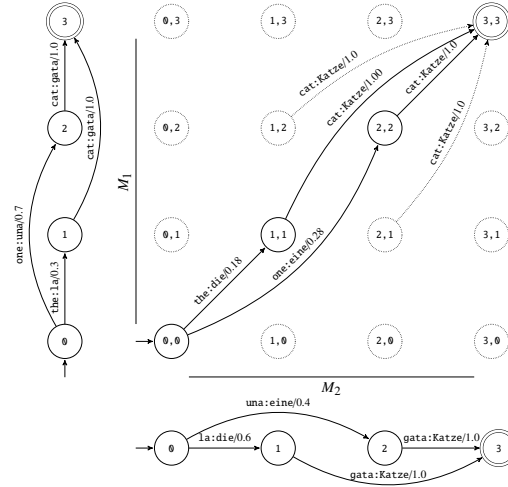 3
0,3
1,3
2,3
3,3
cat:gata/1.0
cat:gata/1.0
cat:Katze/1.0
cat:Katze/1.00
cat:Katze/1.0
cat:Katze/1.0
2
0,2
1,2
2,2
3,2
M1
one:una/0.7
1
0,1
1,1
2,1
3,1
the:la/0.3
the:die/0.18
one:eine/0.28
0
0,0
1,0
2,0
3,0
M2
una:eine/0.4
la:die/0.6
gata:Katze/1.0
0
1
2
3
gata:Katze/1.0